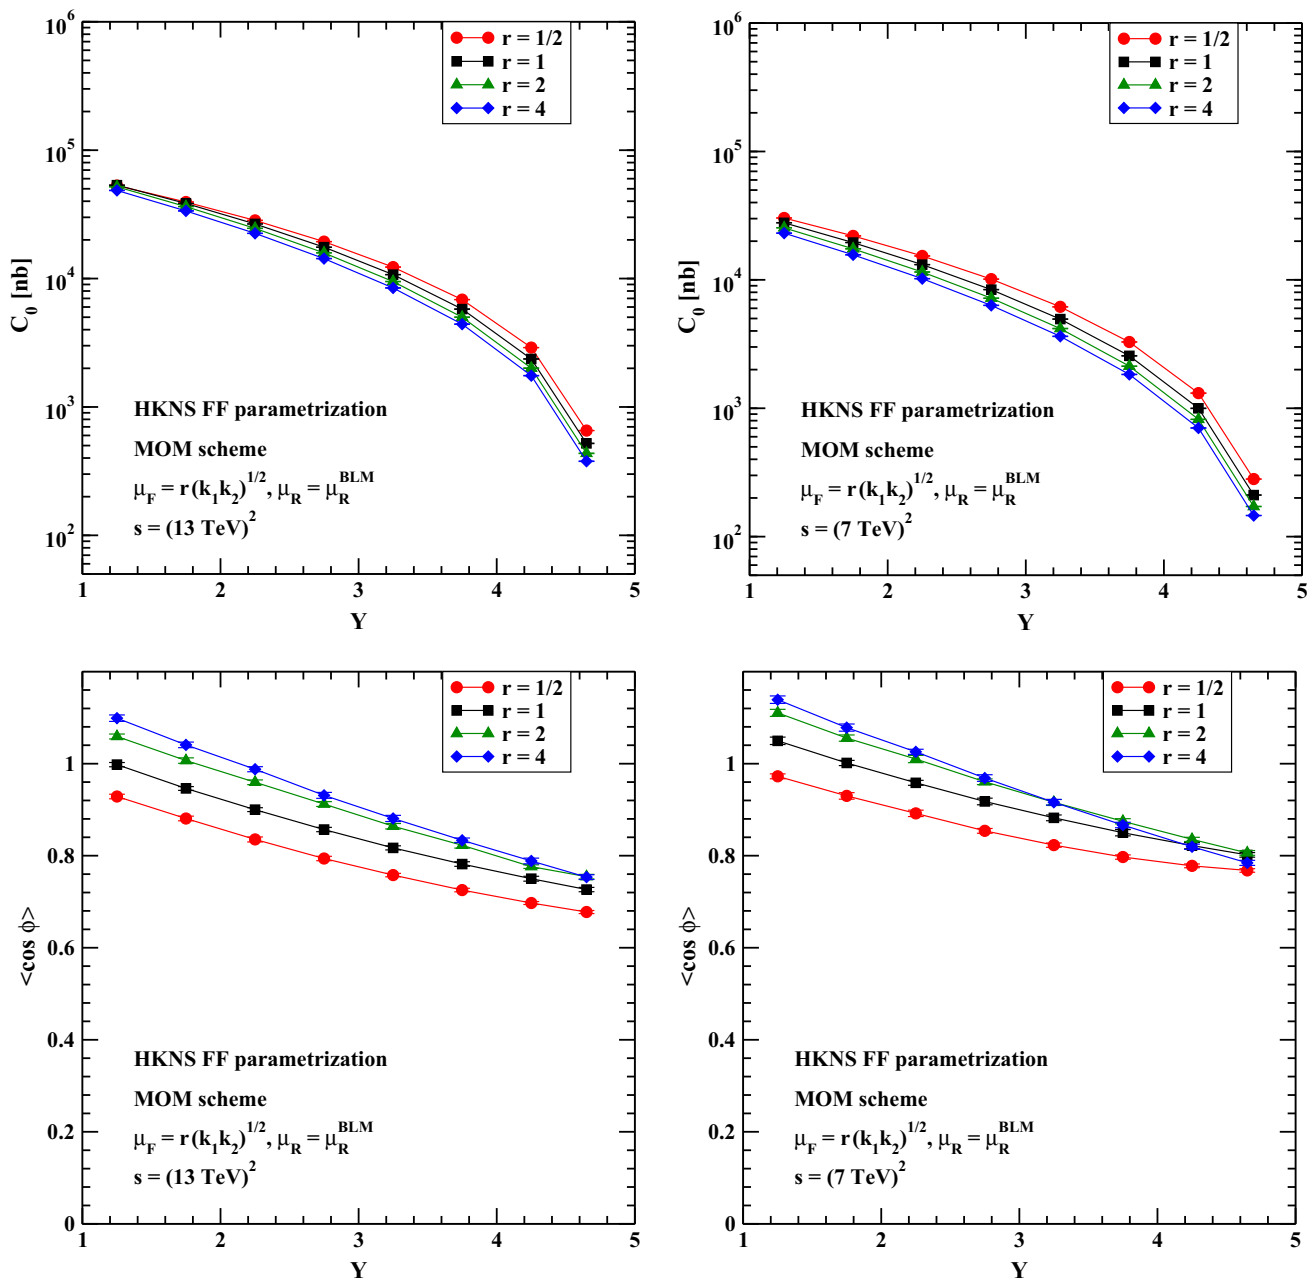 10^6
10^5
10^4
10^3
10^2
C_0 [nb]
r = 1/2
r = 1
r = 2
r = 4
HKNS FF parametrization
MOM scheme
μ_F = r (k_1k_2)^{1/2}, μ_R = μ_R^{BLM}
s = (13 TeV)^2
1 2 3 4 5
Y
10^6
10^5
10^4
10^3
10^2
C_0 [nb]
r = 1/2
r = 1
r = 2
r = 4
HKNS FF parametrization
MOM scheme
μ_F = r (k_1k_2)^{1/2}, μ_R = μ_R^{BLM}
s = (7 TeV)^2
1 2 3 4 5
Y
1
0.8
0.6
0.4
0.2
0
<cos ϕ>
r = 1/2
r = 1
r = 2
r = 4
HKNS FF parametrization
MOM scheme
μ_F = r (k_1k_2)^{1/2}, μ_R = μ_R^{BLM}
s = (13 TeV)^2
1 2 3 4 5
Y
1
0.8
0.6
0.4
0.2
0
<cos ϕ>
r = 1/2
r = 1
r = 2
r = 4
HKNS FF parametrization
MOM scheme
μ_F = r (k_1k_2)^{1/2}, μ_R = μ_R^{BLM}
s = (7 TeV)^2
1 2 3 4 5
Y